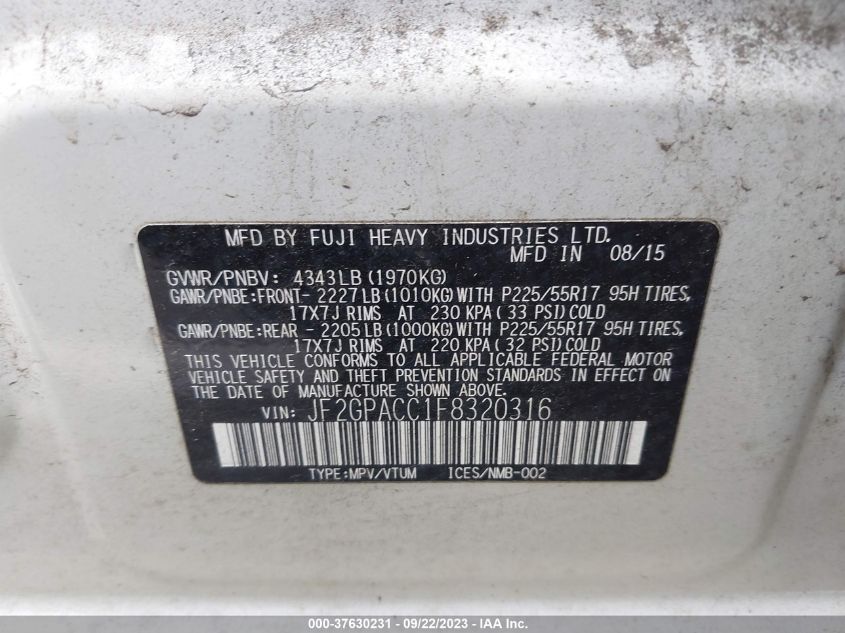 MFD BY FUJI HEAVY INDUSTRIES LTD.
MFD IN 08/15
GVWR/PNBV: 4343LB(1970KG)
GAWR/PNBE:FRONT- 2227LB(1010KG)WITH P225/55R17 95H TIRES,
17X7J RIMS AT 230 KPA(33 PSI)COLD
GAWR/PNBE:REAR - 2205LB(1000KG)WITH P225/55R17 95H TIRES,
17X7J RIMS AT 220 KPA(32 PSI)COLD
THIS VEHICLE CONFORMS TO ALL APPLICABLE FEDERAL MOTOR
VEHICLE SAFETY AND THEFT PREVENTION STANDARDS IN EFFECT ON
THE DATE OF MANUFACTURE SHOWN ABOVE.
VIN: JF2GPACC1F8320316
TYPE:MPV/VTUM ICES/NMB-002
000-37630231 - 09/22/2023 - IAAI